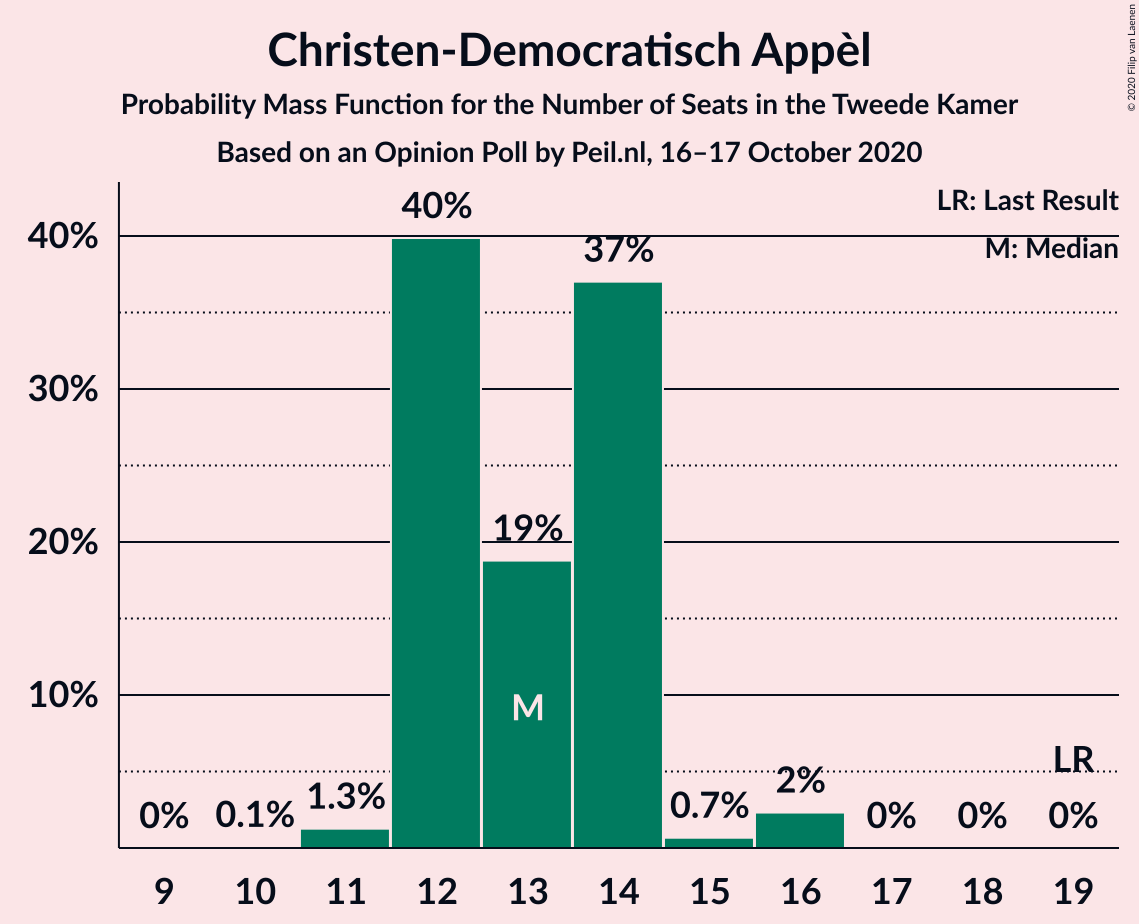 Christen-Democratisch Appèl
Probability Mass Function for the Number of Seats in the Tweede Kamer
Based on an Opinion Poll by Peil.nl, 16–17 October 2020
© 2020 Filip van Laenen
LR: Last Result
M: Median
40%
30%
20%
10%
0%
0.1%
1.3%
40%
19%
37%
0.7%
2%
0%
0%
0%
M
LR
9 10 11 12 13 14 15 16 17 18 19